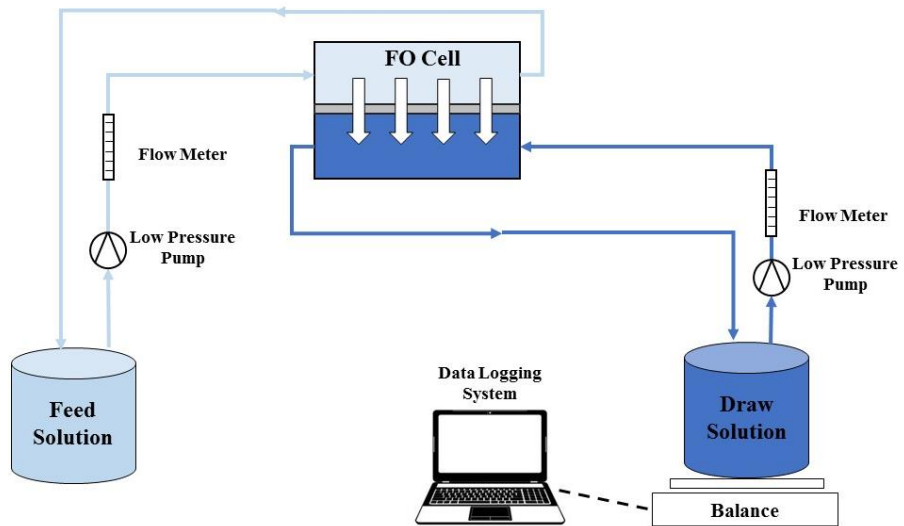 FO Cell
Flow Meter
Low Pressure
Pump
Flow Meter
Low Pressure
Pump
Feed
Solution
Data Logging
System
Draw
Solution
Balance